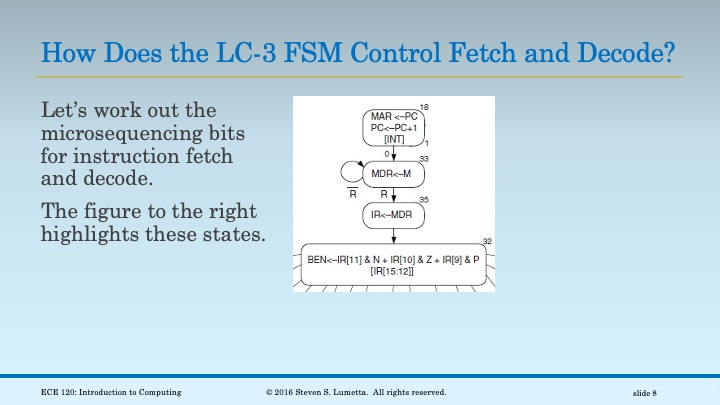 How Does the LC-3 FSM Control Fetch and Decode?
Let’s work out the
microsequencing bits
for instruction fetch
and decode.
The figure to the right
highlights these states.
18
MAR <–PC
PC<–PC+1
[INT]
1
0
33
MDR<–M
R̅
R
35
IR<–MDR
32
BEN<–IR[11] & N + IR[10] & Z + IR[9] & P
[IR[15:12]]
ECE 120: Introduction to Computing
© 2016 Steven S. Lumetta.  All rights reserved.
slide 8